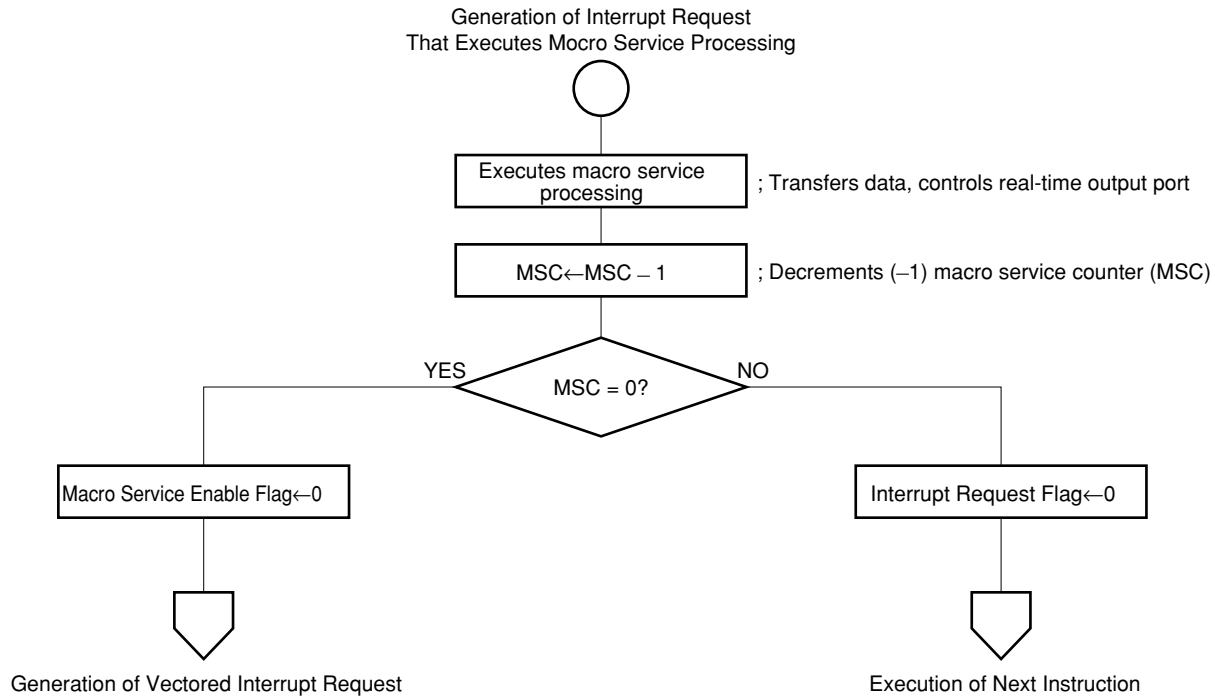 Generation of Interrupt Request
That Executes Mocro Service Processing
Executes macro service
processing
; Transfers data, controls real-time output port
MSC←MSC – 1
; Decrements (–1) macro service counter (MSC)
YES
NO
MSC = 0?
Macro Service Enable Flag←0
Interrupt Request Flag←0
Generation of Vectored Interrupt Request
Execution of Next Instruction